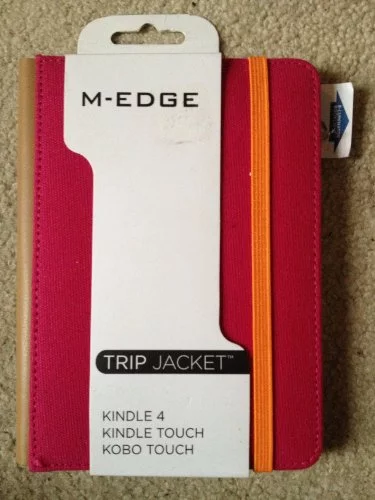 M-EDGE
TRIP JACKET™
KINDLE 4
KINDLE TOUCH
KOBO TOUCH